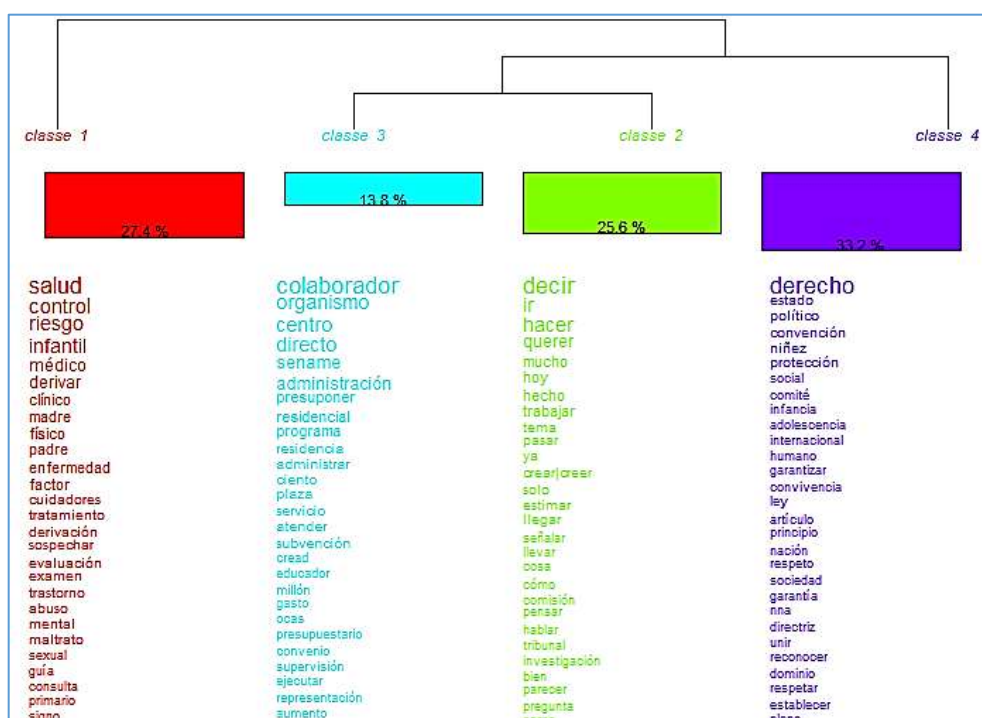 classe 1
classe 3
classe 2
classe 4
27.4 %
13.8 %
25.6 %
33.2 %
salud
control
riesgo
infantil
médico
derivar
clínico
madre
físico
padre
enfermedad
factor
cuidadores
tratamiento
derivación
sospechar
evaluación
examen
trastorno
abuso
mental
maltrato
sexual
guía
consulta
primario
signo
colaborador
organismo
centro
directo
sename
administración
presuponer
residencial
programa
residencia
administrar
ciento
plaza
servicio
atender
subvención
cread
educador
millón
gasto
ocas
presupuestario
convenio
supervisión
ejecutar
representación
aumento
decir
ir
hacer
querer
mucho
hoy
hecho
trabajar
tema
pasar
ya
crear|creer
solo
estimar
llegar
señalar
llevar
cosa
cómo
comisión
pensar
hablar
tribunal
investigación
bien
parecer
pregunta
derecho
estado
político
convención
niñez
protección
social
comité
infancia
adolescencia
internacional
humano
garantizar
convivencia
ley
artículo
principio
nación
respeto
sociedad
garantía
nna
directriz
unir
reconocer
dominio
respetar
establecer